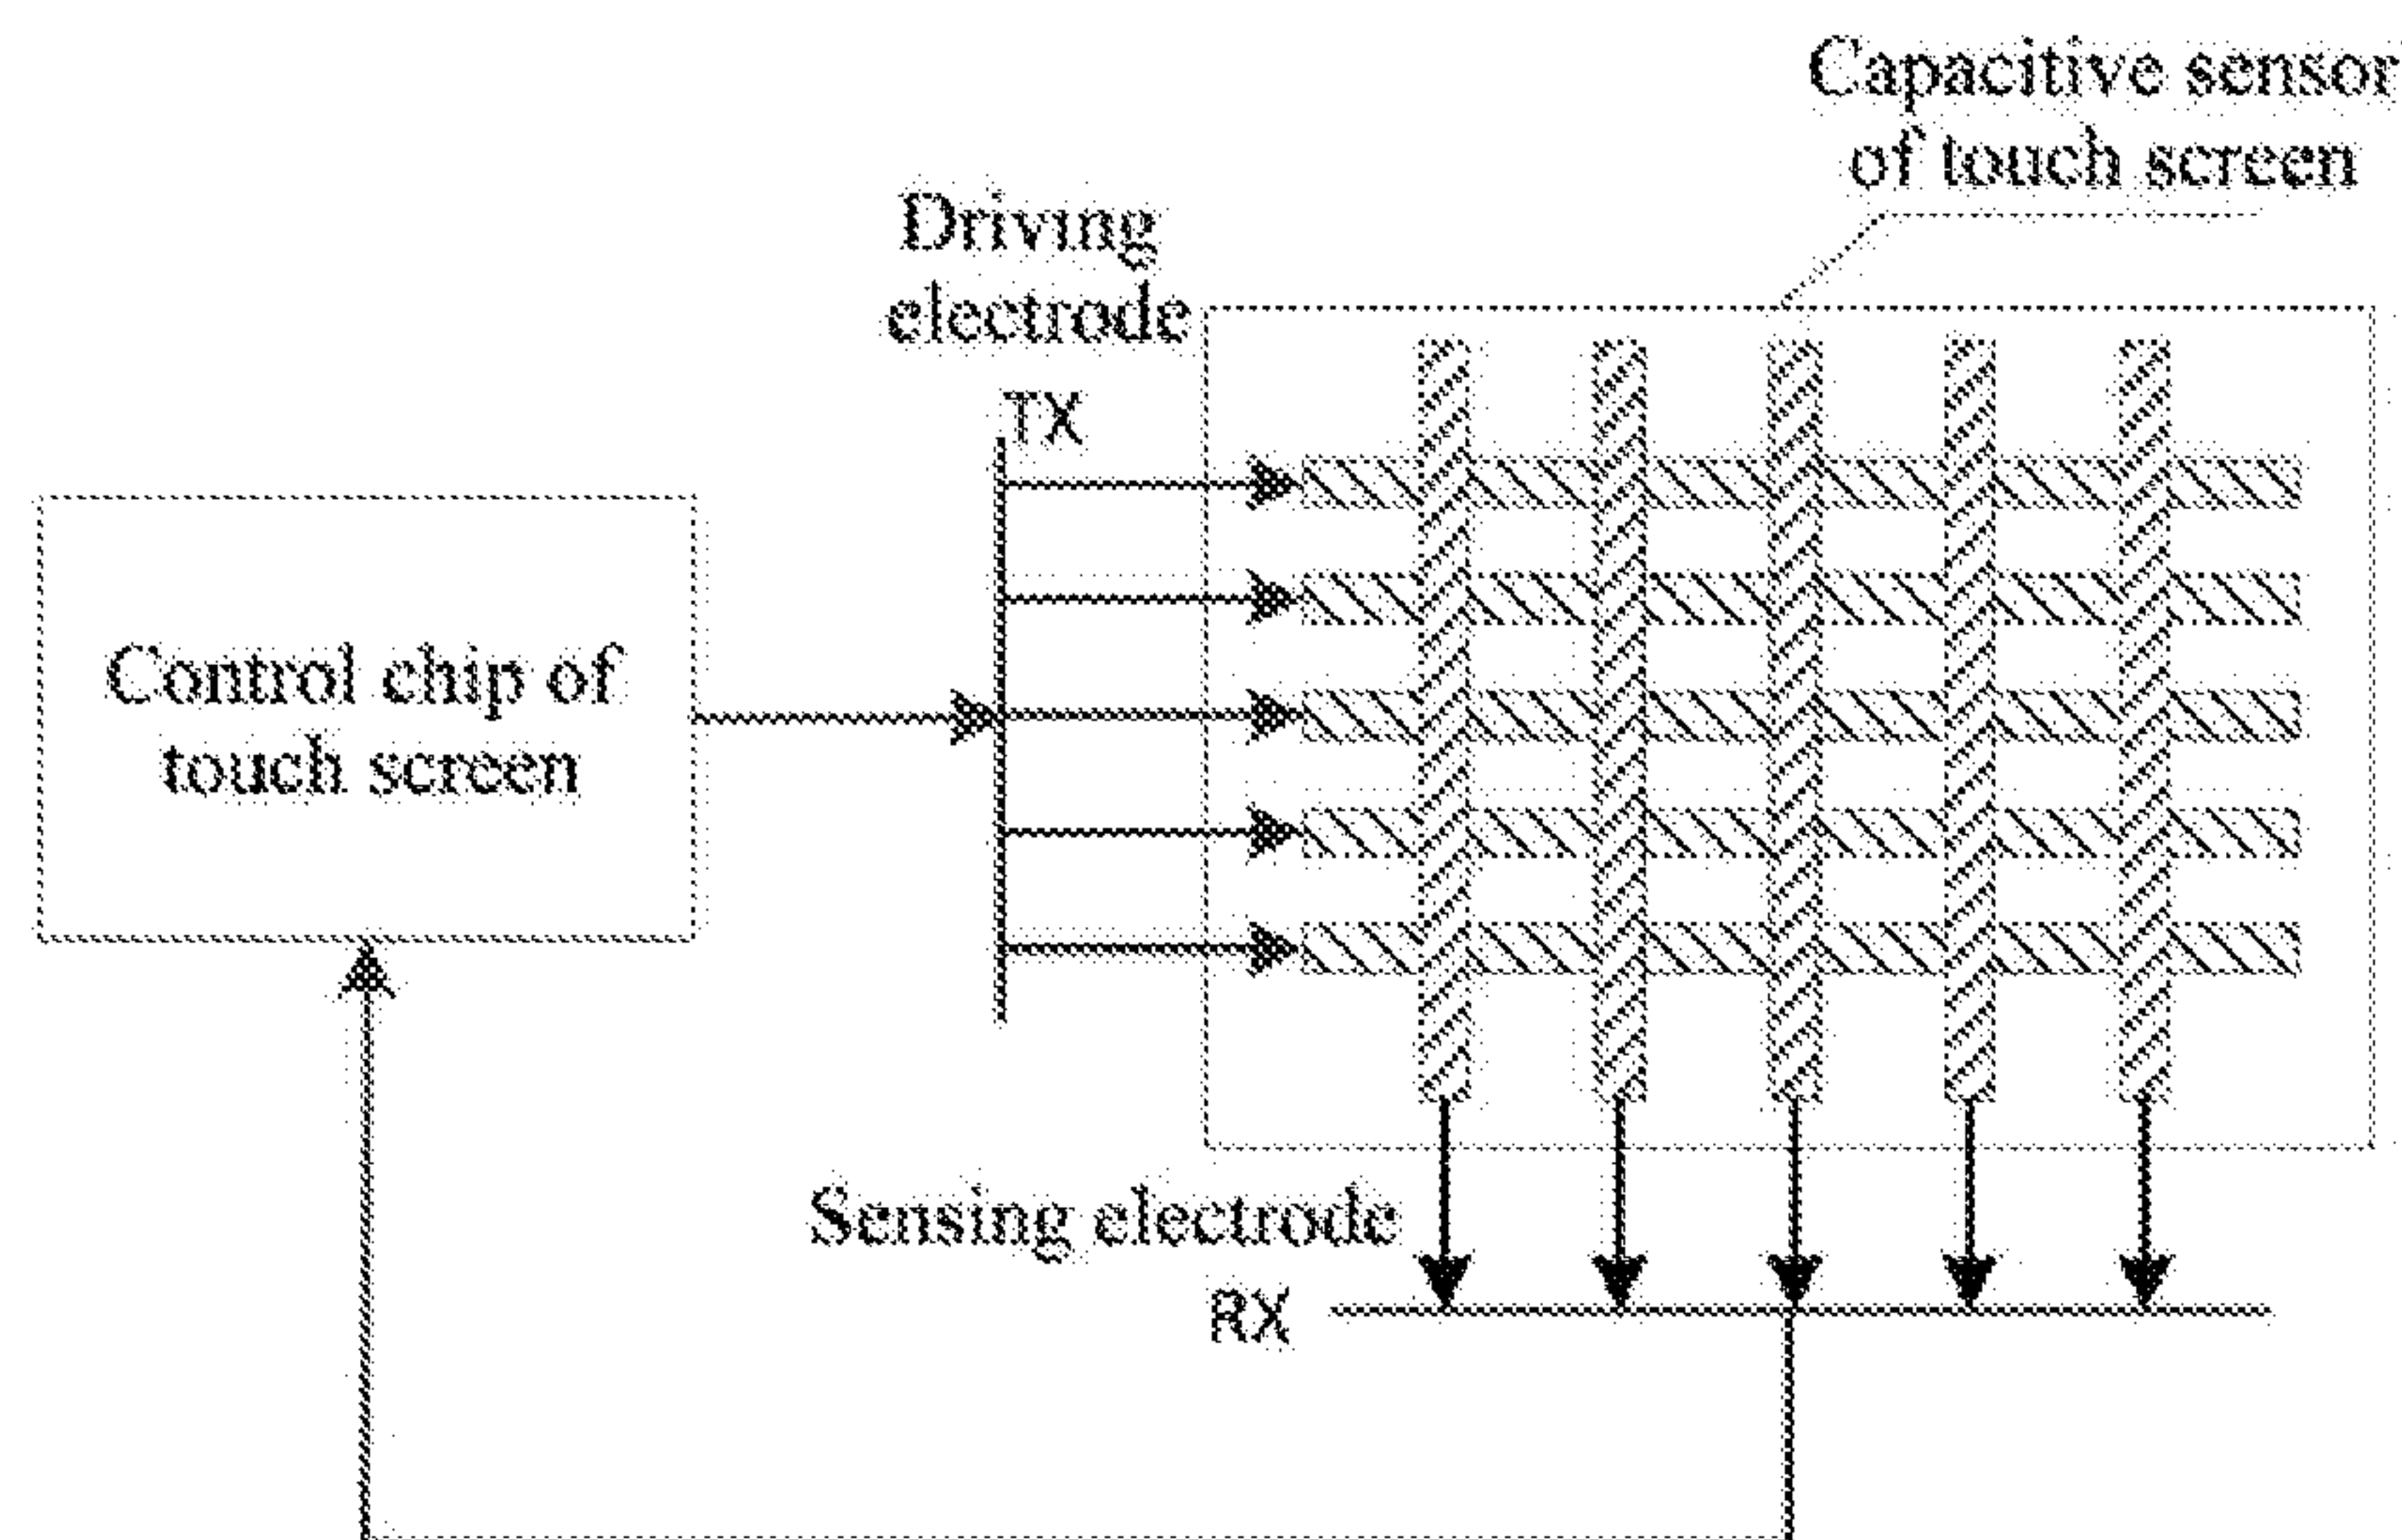 Capacitive sensor
of touch screen
Driving
electrode
TX
Control chip of
touch screen
Sensing electrode
RX